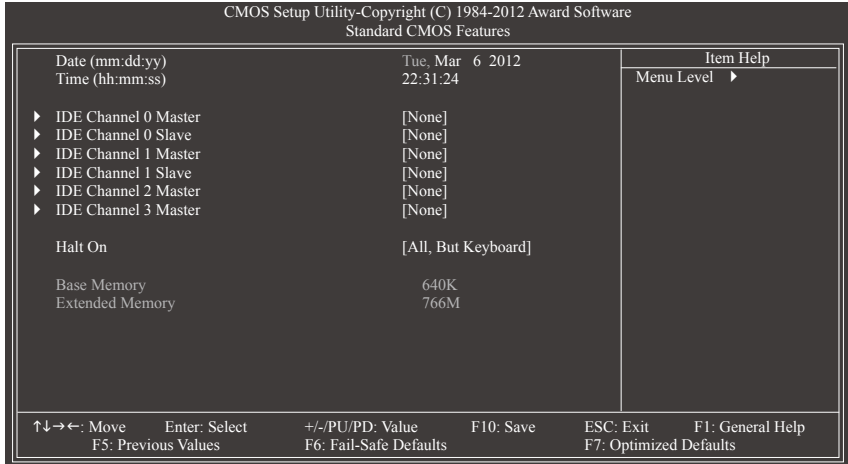 CMOS Setup Utility-Copyright (C) 1984-2012 Award Software
Standard CMOS Features
Date (mm:dd:yy) Tue, Mar 6 2012
Time (hh:mm:ss) 22:31:24
IDE Channel 0 Master [None]
IDE Channel 0 Slave [None]
IDE Channel 1 Master [None]
IDE Channel 1 Slave [None]
IDE Channel 2 Master [None]
IDE Channel 3 Master [None]
Halt On [All, But Keyboard]
Base Memory 640K
Extended Memory 766M
Item Help
Menu Level
↑↓→←: Move Enter: Select +/-/PU/PD: Value F10: Save ESC: Exit F1: General Help
F5: Previous Values F6: Fail-Safe Defaults F7: Optimized Defaults